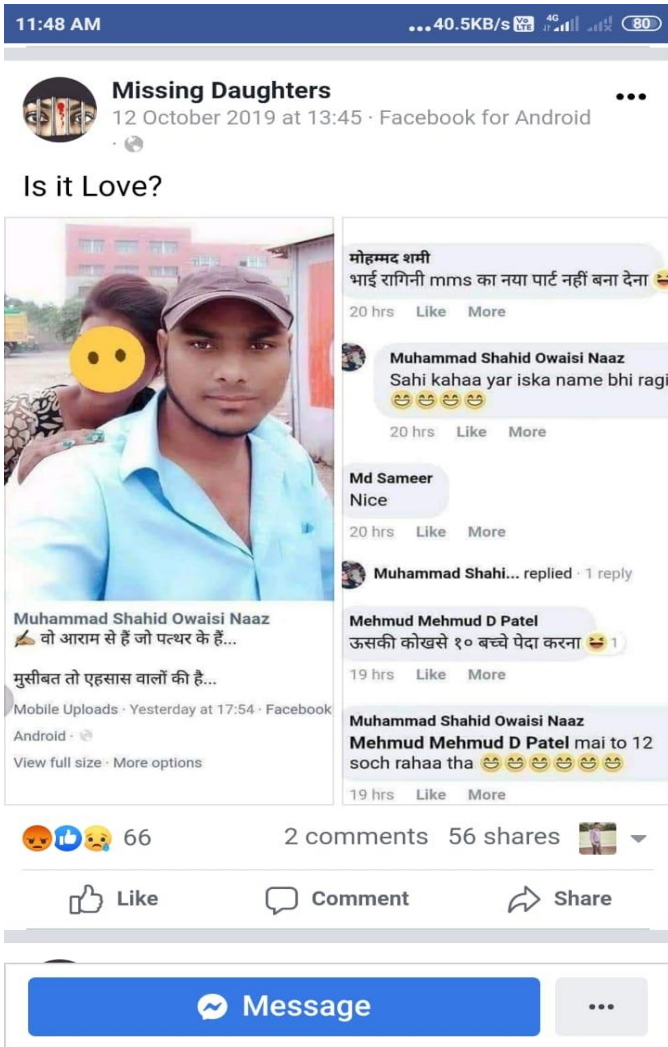 11:48 AM
...40.5KB/s Vo LTE 4G 80
Missing Daughters
12 October 2019 at 13:45 · Facebook for Android
Is it Love?
Muhammad Shahid Owaisi Naaz
✍ वो आराम से हैं जो पत्थर के हैं...
मुसीबत तो एहसास वालों की है...
Mobile Uploads · Yesterday at 17:54 · Facebook
Android ·
View full size · More options
मोहम्मद शमी
भाई रागिनी mms का नया पार्ट नहीं बना देना 😆
20 hrs Like More
Muhammad Shahid Owaisi Naaz
Sahi kahaa yar iska name bhi ragi
😁😁😁😁
20 hrs Like More
Md Sameer
Nice
20 hrs Like More
Muhammad Shahi... replied · 1 reply
Mehmud Mehmud D Patel
ऊसकी कोखसे १० बच्चे पेदा करना 😆 1
19 hrs Like More
Muhammad Shahid Owaisi Naaz
Mehmud Mehmud D Patel mai to 12
soch rahaa tha 😁😁😁😁😁😁
19 hrs Like More
66
2 comments 56 shares
Like Comment Share
Message